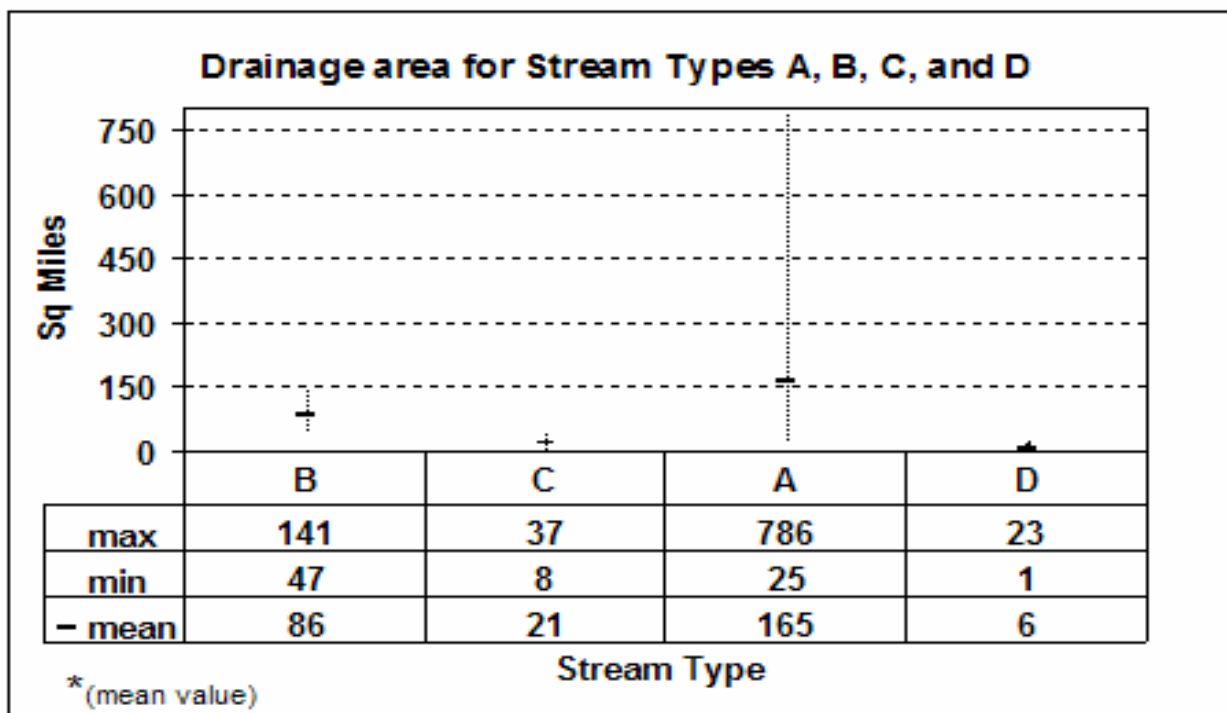 Drainage area for Stream Types A, B, C, and D
Sq Miles
750
600
450
300
150
0
B C A D
max 141 37 786 23
min 47 8 25 1
mean 86 21 165 6
Stream Type
*(mean value)